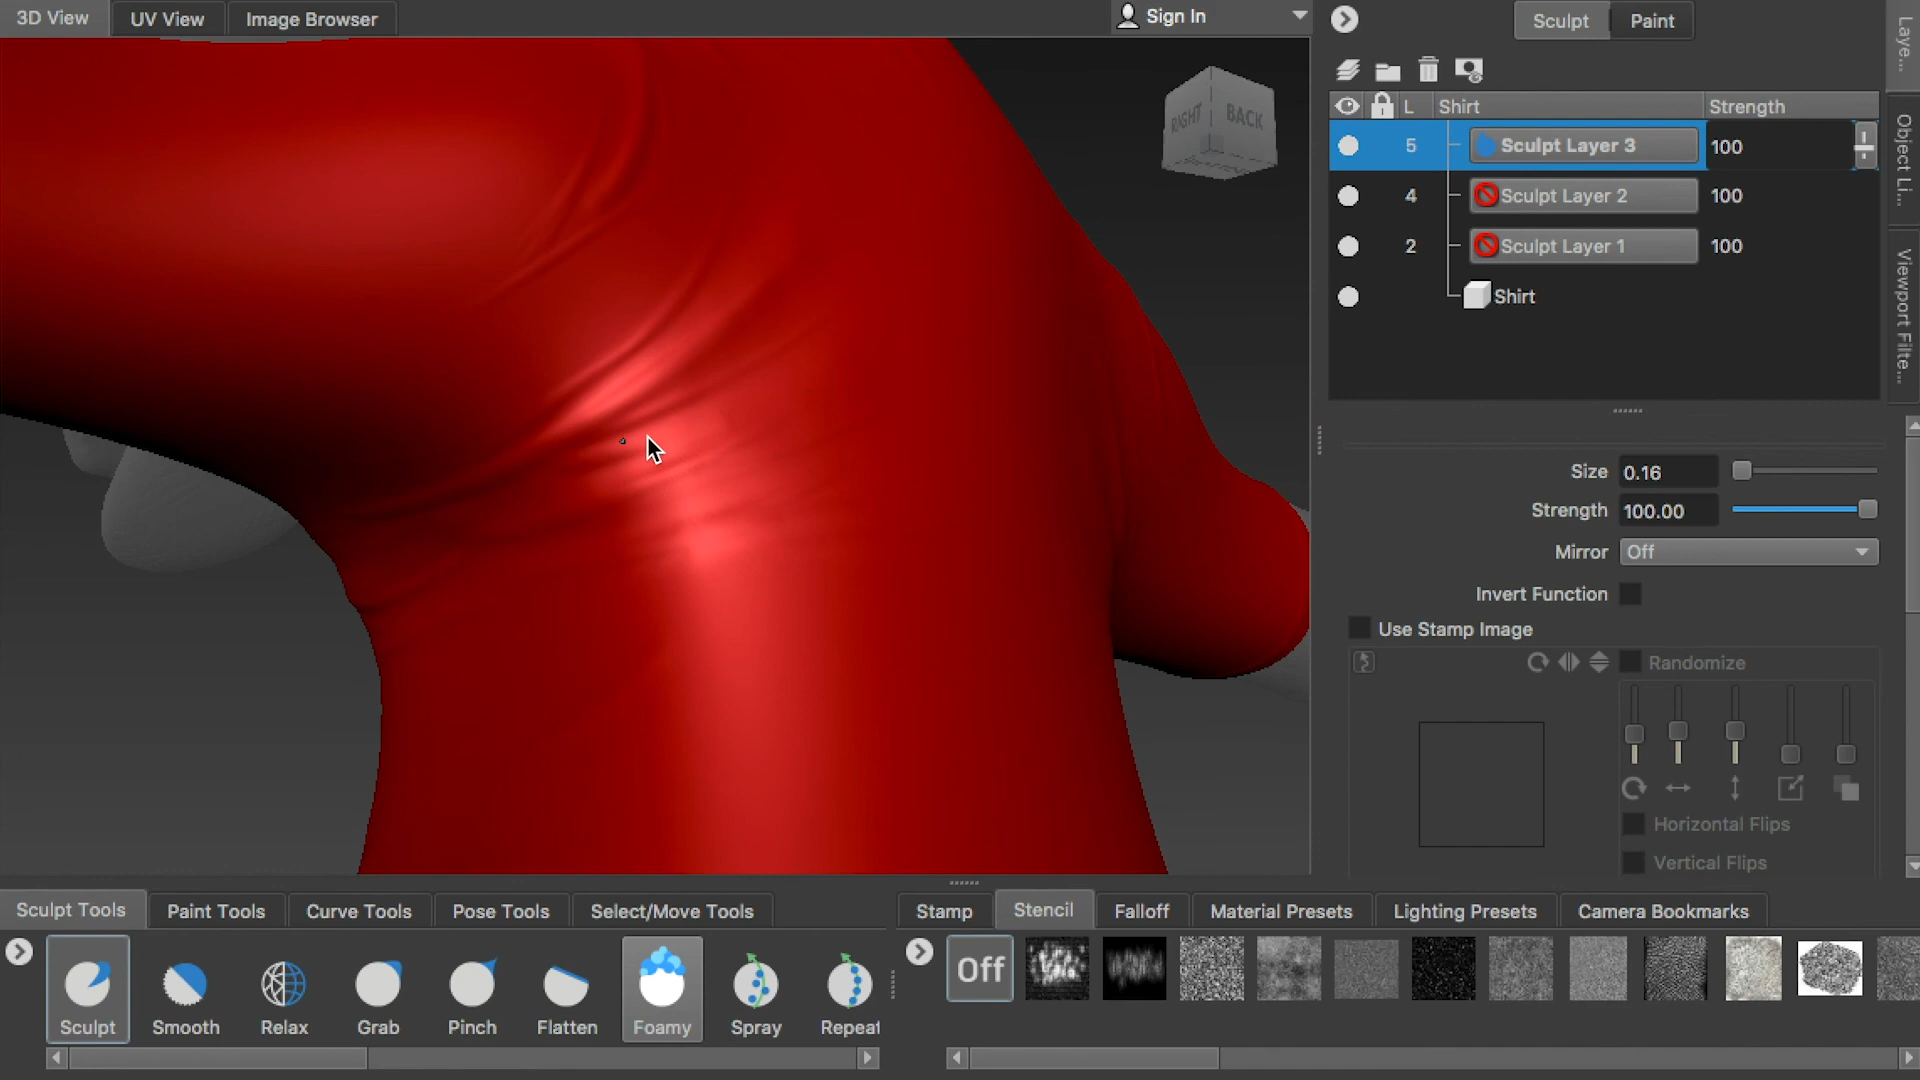 3D View UV View Image Browser Sign In Sculpt Paint
RIGHT BACK
L Shirt Strength
5 Sculpt Layer 3 100
4 Sculpt Layer 2 100
2 Sculpt Layer 1 100
Shirt
Laye...
Object Li...
Viewport Filte...
Size 0.16
Strength 100.00
Mirror Off
Invert Function
Use Stamp Image
Randomize
Horizontal Flips
Vertical Flips
Sculpt Tools Paint Tools Curve Tools Pose Tools Select/Move Tools
Stamp Stencil Falloff Material Presets Lighting Presets Camera Bookmarks
Off
Sculpt Smooth Relax Grab Pinch Flatten Foamy Spray Repeat